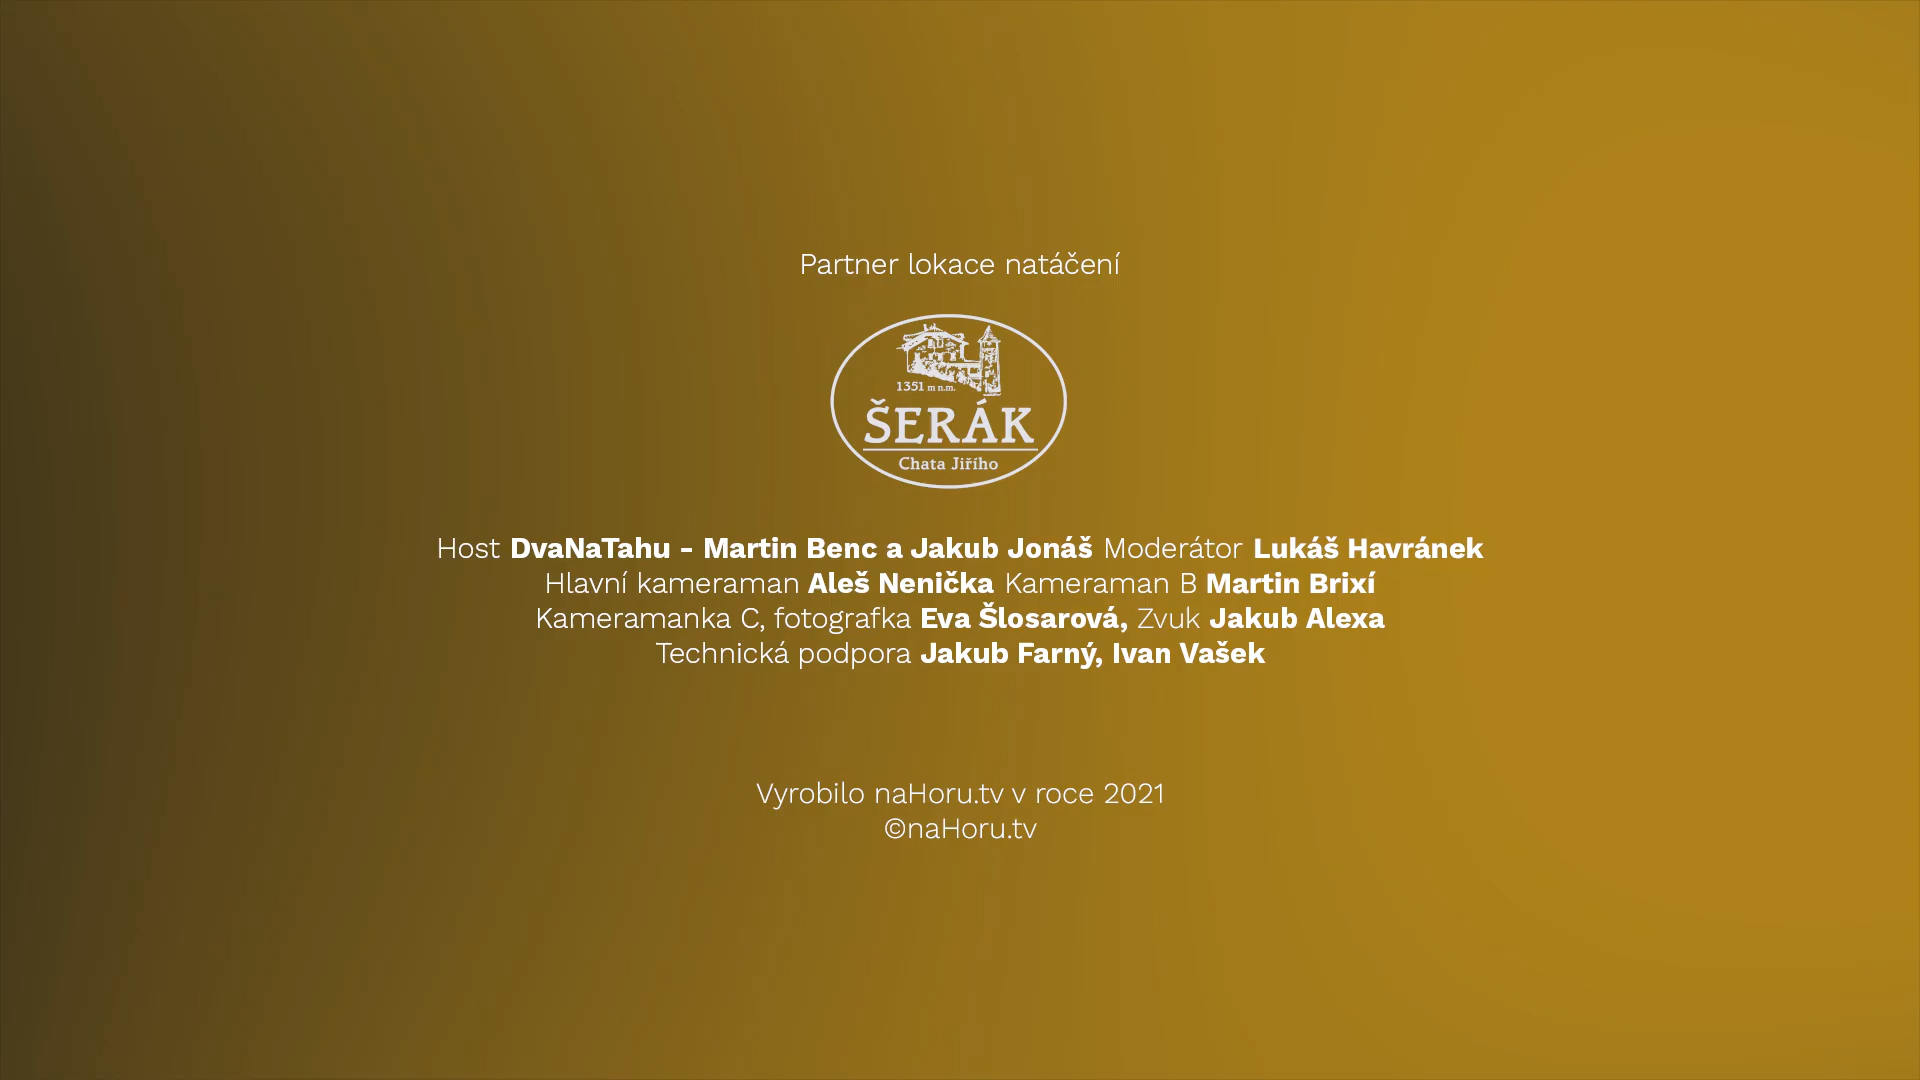 Partner lokace natáčení
1351 m n.m.
ŠERÁK
Chata Jiřího
Host DvaNaTahu - Martin Benc a Jakub Jonáš Moderátor Lukáš Havránek
Hlavní kameraman Aleš Nenička Kameraman B Martin Brixí
Kameramanka C, fotografka Eva Šlosarová, Zvuk Jakub Alexa
Technická podpora Jakub Farný, Ivan Vašek
Vyrobilo naHoru.tv v roce 2021
©naHoru.tv